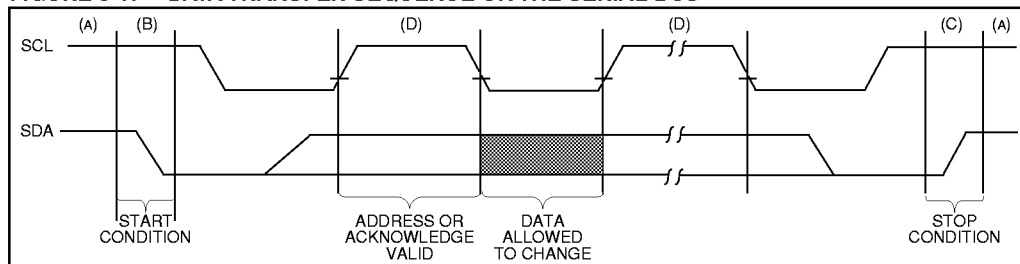 (A) (B) (D) (D) (C) (A)
SCL
SDA
START
CONDITION
ADDRESS OR
ACKNOWLEDGE
VALID
DATA
ALLOWED
TO CHANGE
STOP
CONDITION